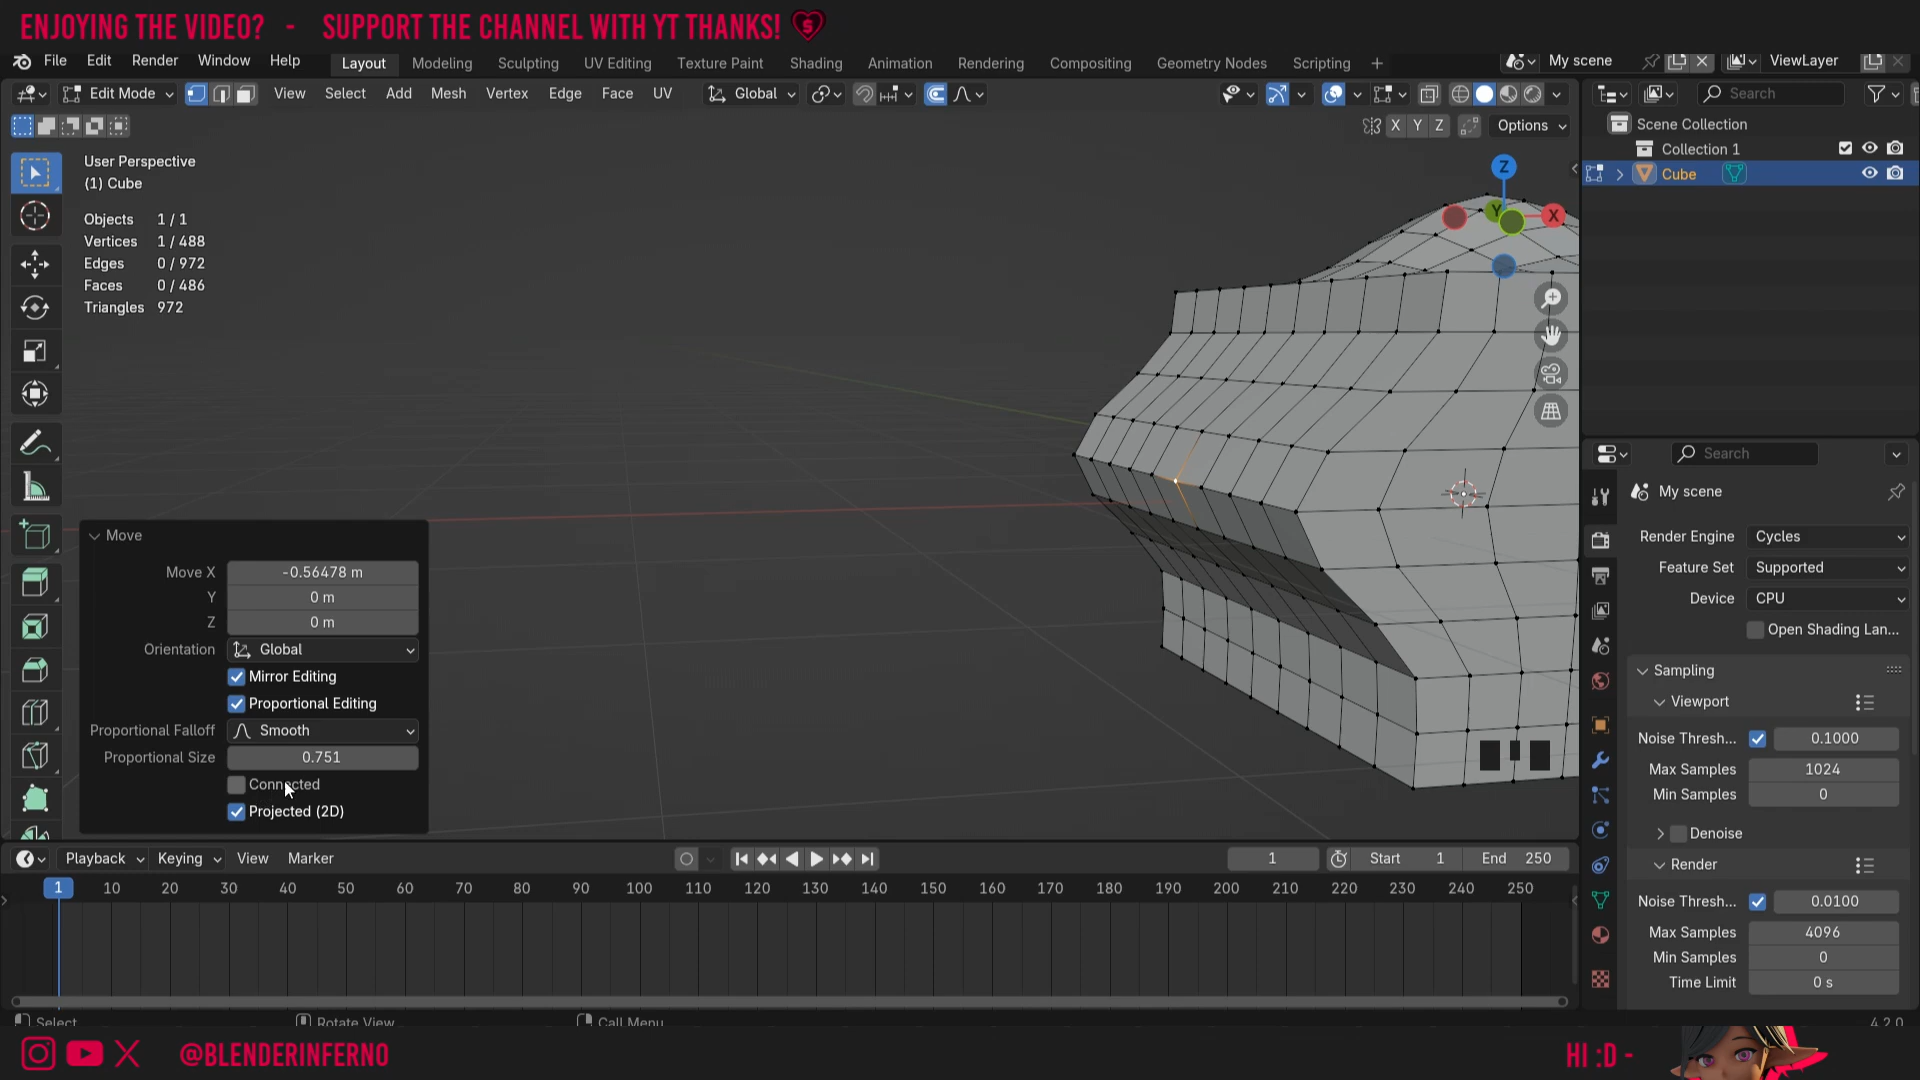 ENJOYING THE VIDEO? - SUPPORT THE CHANNEL WITH YT THANKS!
File Edit Render Window Help Layout Modeling Sculpting UV Editing Texture Paint Shading Animation Rendering Compositing Geometry Nodes Scripting + My scene ViewLayer
Edit Mode View Select Add Mesh Vertex Edge Face UV Global Search
X Y Z Options
Scene Collection
Collection 1
Cube
User Perspective
(1) Cube
Objects 1 / 1
Vertices 1 / 488
Edges 0 / 972
Faces 0 / 486
Triangles 972
Z
Y
X
Move
Move X -0.56478 m
Y 0 m
Z 0 m
Orientation Global
Mirror Editing
Proportional Editing
Proportional Falloff Smooth
Proportional Size 0.751
Connected
Projected (2D)
Search
My scene
Render Engine Cycles
Feature Set Supported
Device CPU
Open Shading Lan...
Sampling
Viewport
Noise Thresh... 0.1000
Max Samples 1024
Min Samples 0
Denoise
Render
Noise Thresh... 0.0100
Max Samples 4096
Min Samples 0
Time Limit 0 s
Playback Keying View Marker 1 Start 1 End 250
1 10 20 30 40 50 60 70 80 90 100 110 120 130 140 150 160 170 180 190 200 210 220 230 240 250
Select Rotate View Call Menu 4.2.0
@BLENDERINFERNO
HI :D -